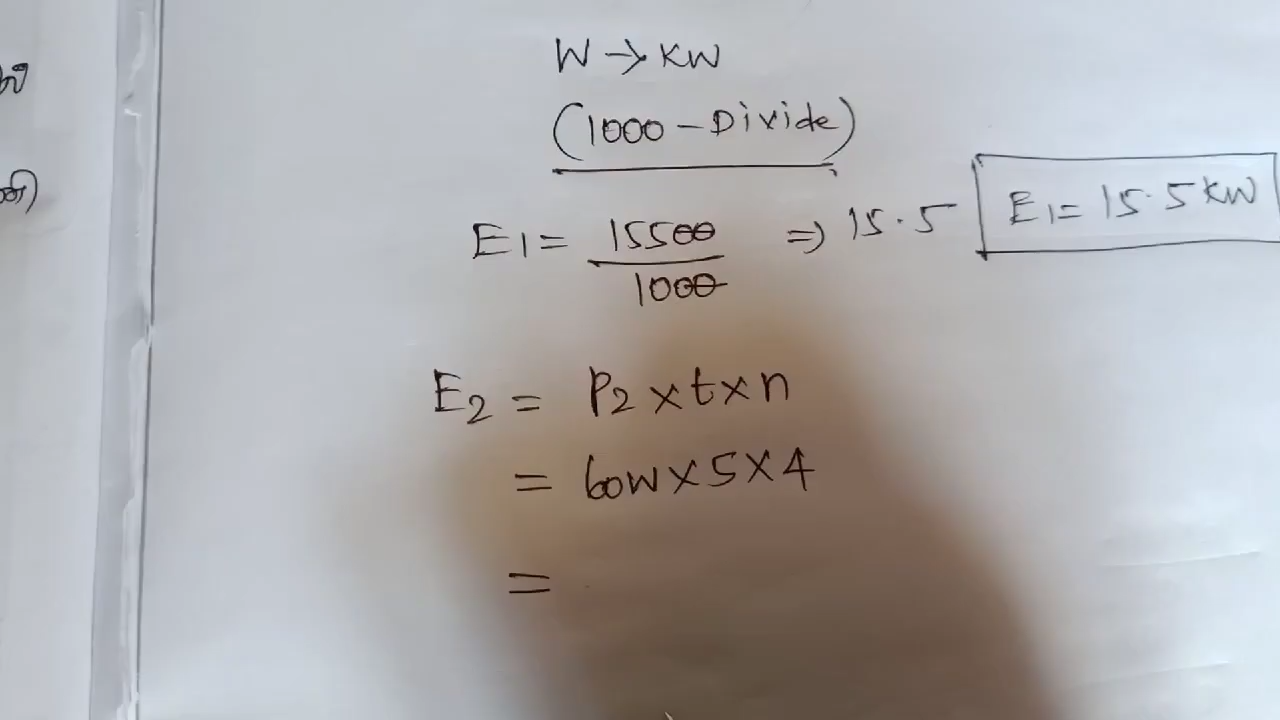 W → KW
(1000 - Divide)
E1 = 15500/1000 ⇒ 15.5
E1 = 15.5 KW
E2 = P2 × t × n
= 60W × 5 × 4
=